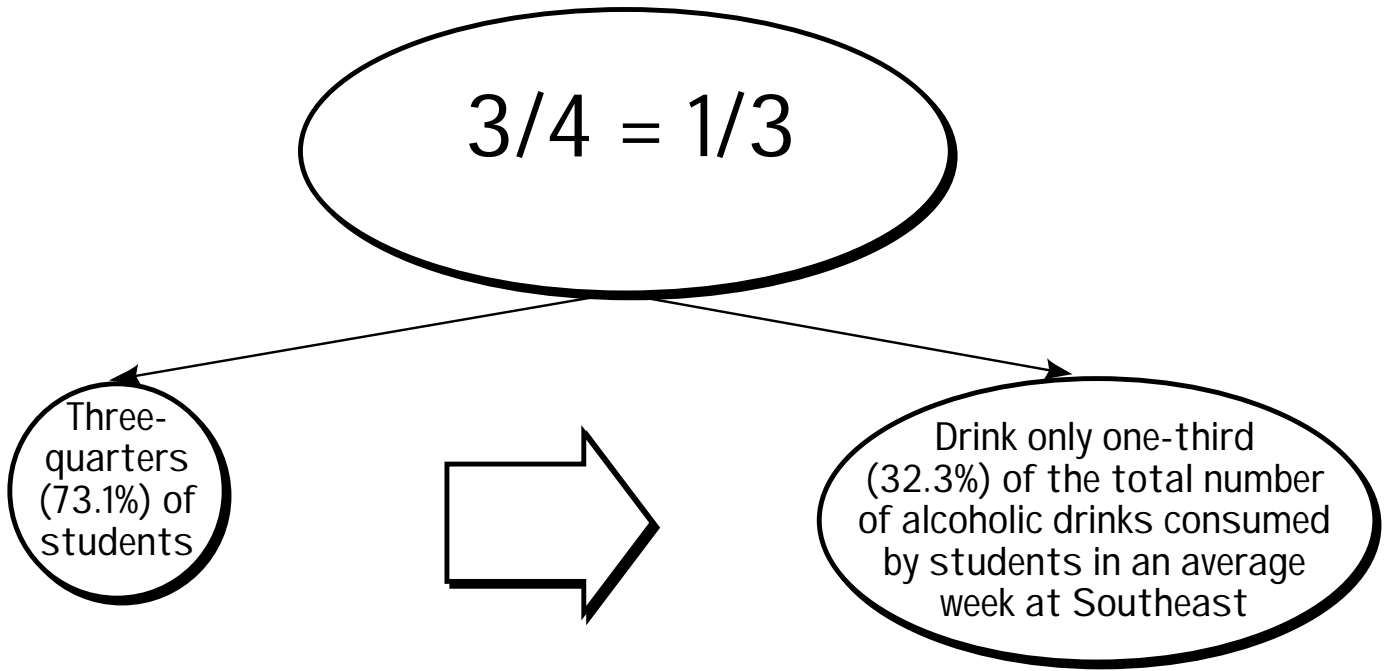 3/4 = 1/3
Three-
quarters
(73.1%) of
students
Drink only one-third
(32.3%) of the total number
of alcoholic drinks consumed
by students in an average
week at Southeast